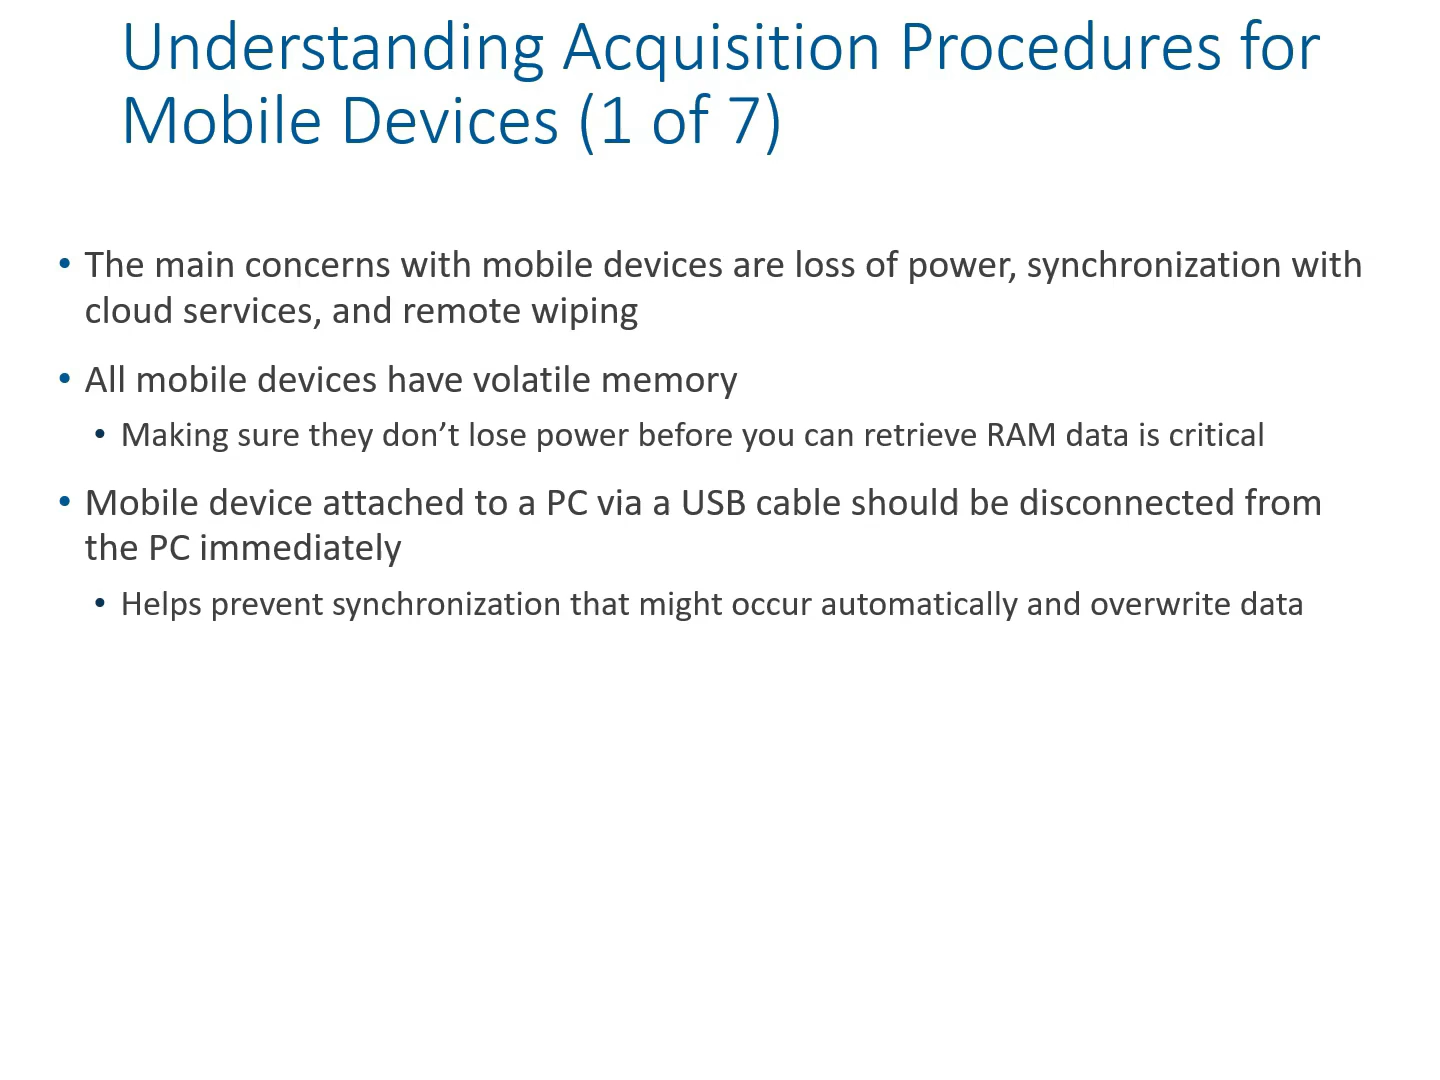 Understanding Acquisition Procedures for
Mobile Devices (1 of 7)
• The main concerns with mobile devices are loss of power, synchronization with
cloud services, and remote wiping
• All mobile devices have volatile memory
• Making sure they don’t lose power before you can retrieve RAM data is critical
• Mobile device attached to a PC via a USB cable should be disconnected from
the PC immediately
• Helps prevent synchronization that might occur automatically and overwrite data